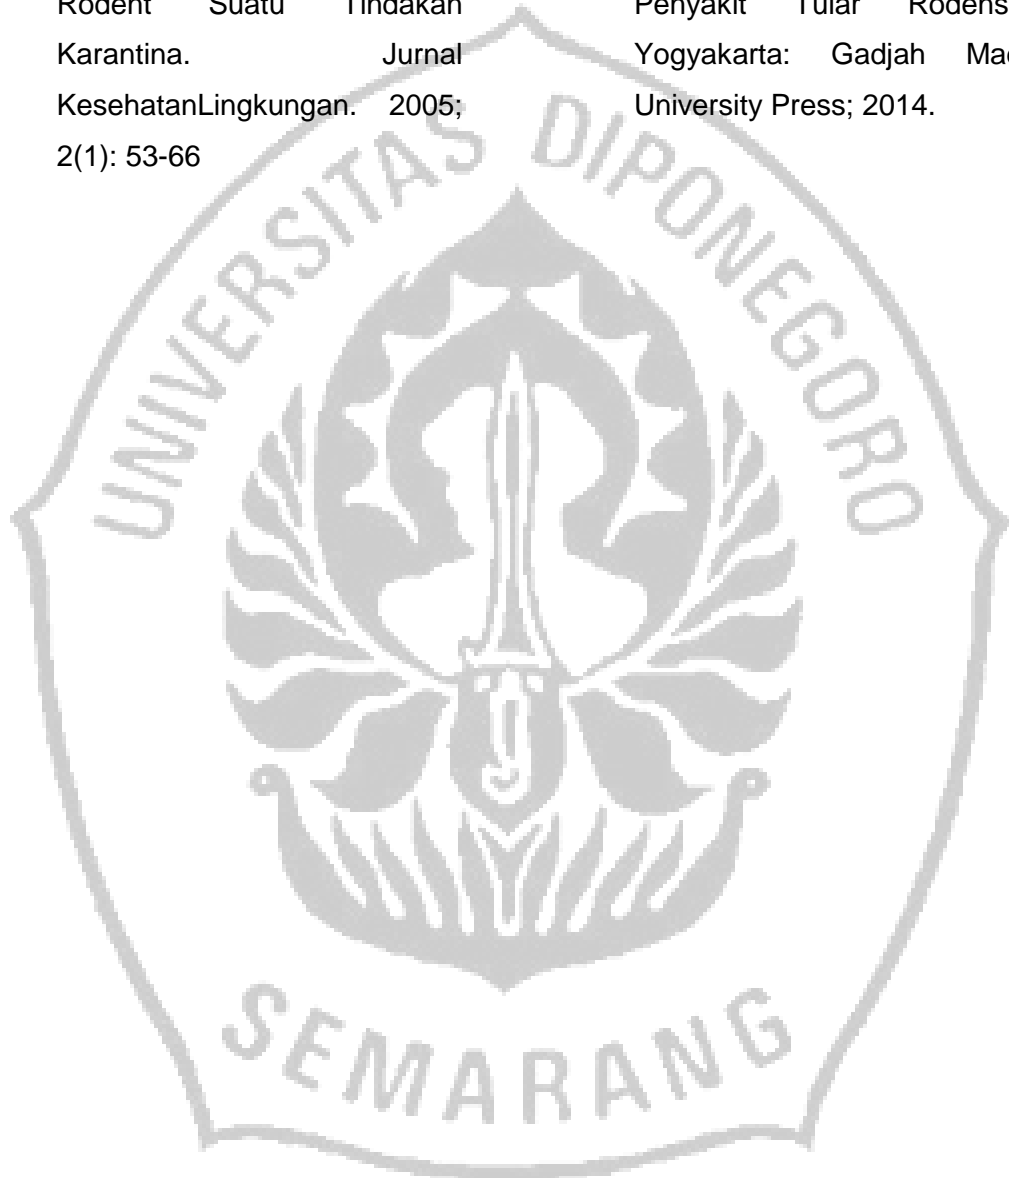 Rodent Suatu Tindakan
Karantina. Jurnal
KesehatanLingkungan. 2005;
2(1): 53-66
Penyakit Tular Rodens
Yogyakarta: Gadjah
University Press; 2014.
UNIVERSITAS DIPONEGORO
SEMARANG